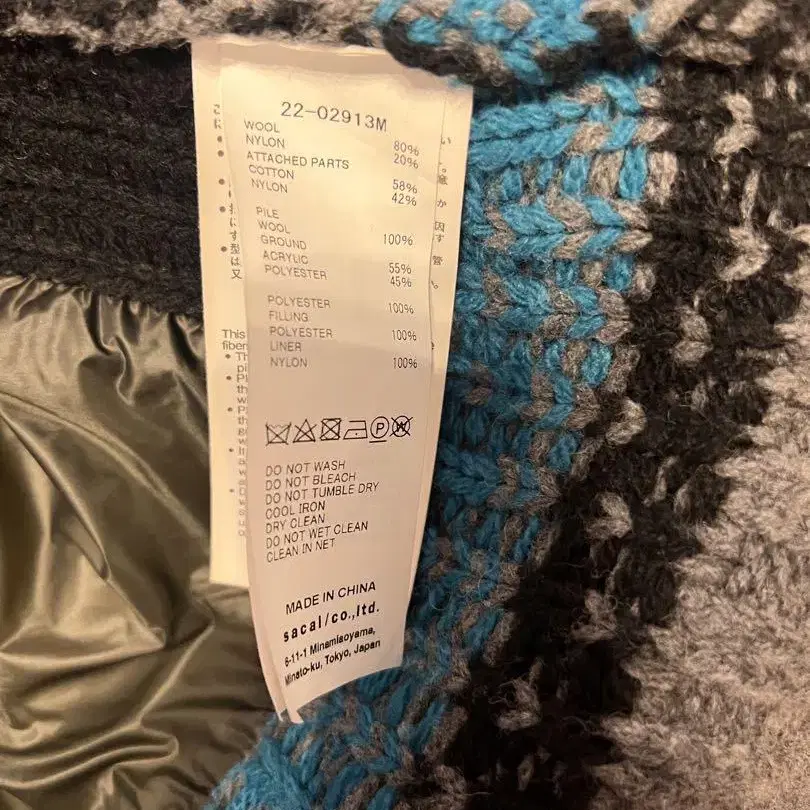 22-02913M
WOOL 80%
NYLON 20%
ATTACHED PARTS
COTTON 58%
NYLON 42%
PILE
WOOL 100%
GROUND
ACRYLIC 55%
POLYESTER 45%
POLYESTER 100%
FILLING
POLYESTER 100%
LINER
NYLON 100%
DO NOT WASH
DO NOT BLEACH
DO NOT TUMBLE DRY
COOL IRON
DRY CLEAN
DO NOT WET CLEAN
CLEAN IN NET
MADE IN CHINA
sacai/co.,ltd.
6-11-1 Minamiaoyama,
Minato-ku, Tokyo, Japan
This